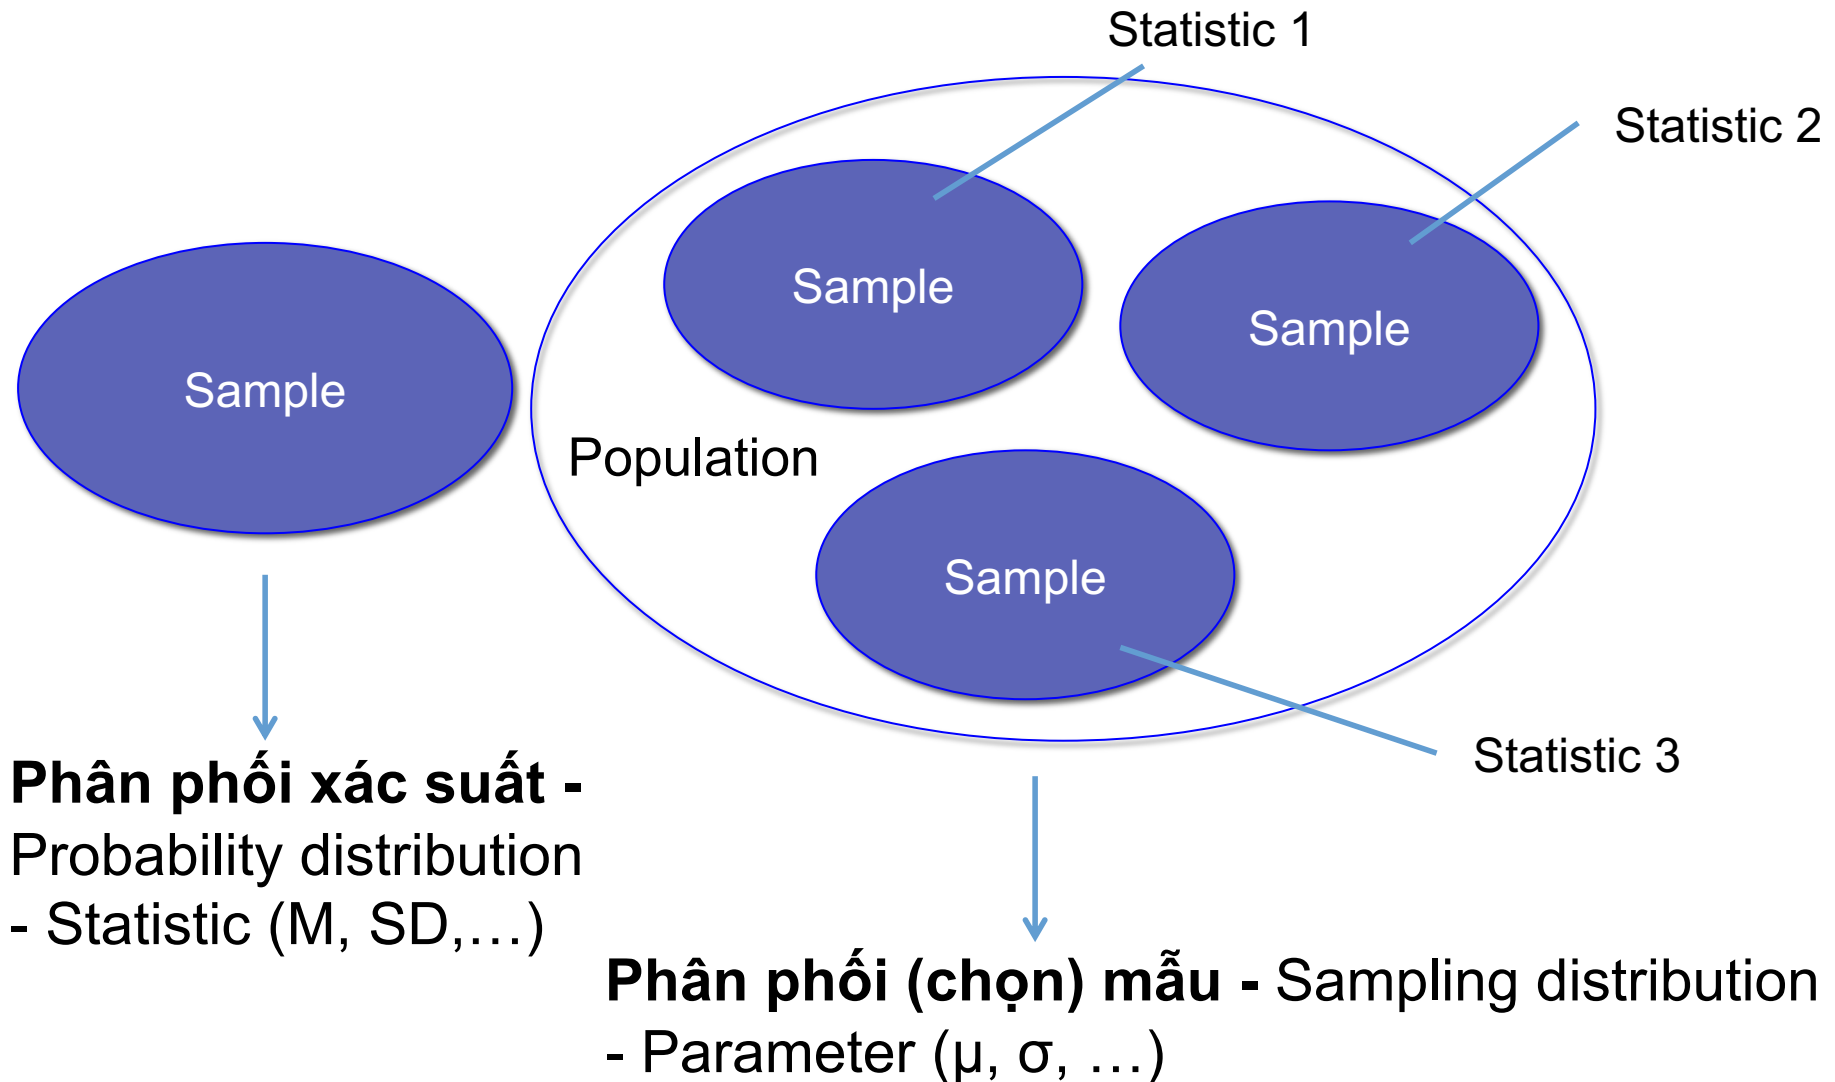 Statistic 1
Statistic 2
Sample
Sample
Sample
Population
Sample
Statistic 3
Phân phối xác suất -
Probability distribution
- Statistic (M, SD,…)
Phân phối (chọn) mẫu - Sampling distribution
- Parameter (μ, σ, …)